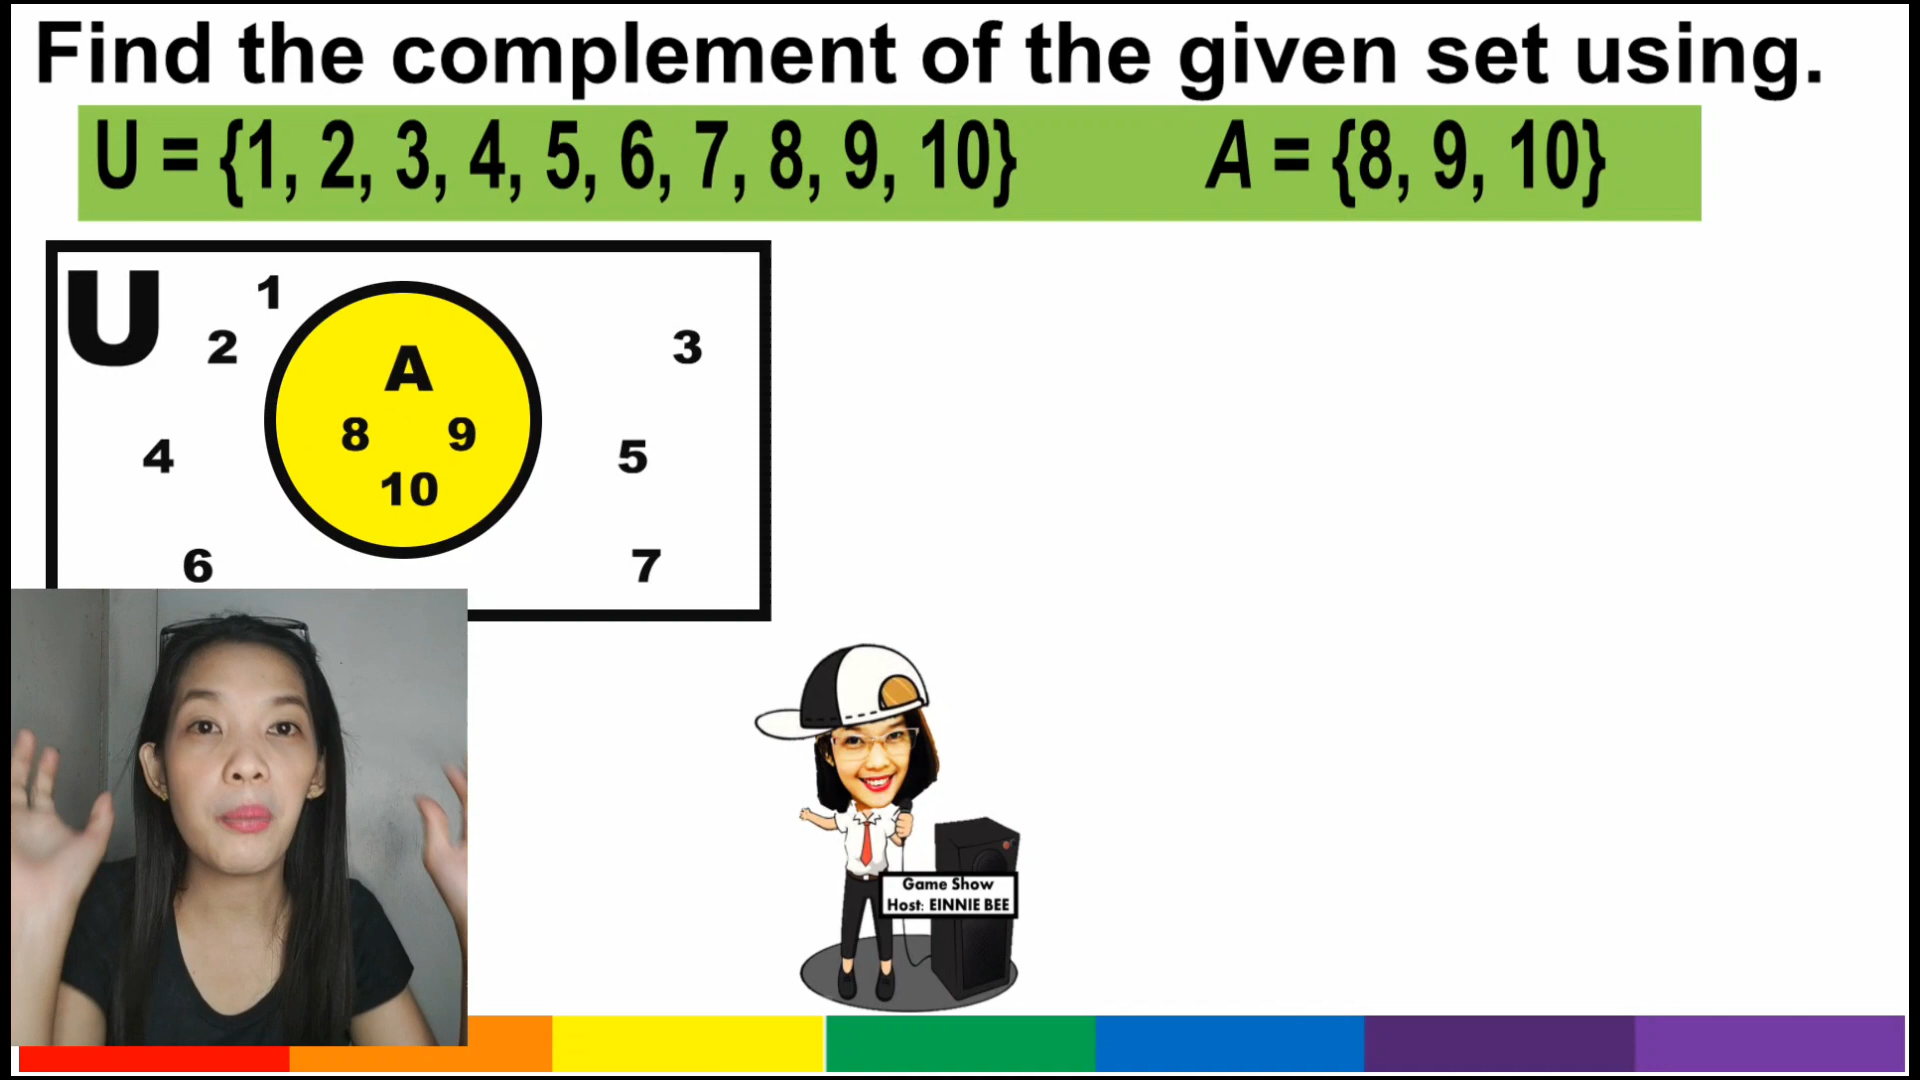 Find the complement of the given set using.
U = {1, 2, 3, 4, 5, 6, 7, 8, 9, 10} A = {8, 9, 10}
U
1
2
3
A
8 9
4
5
10
6
7
Game Show
Host: EINNIE BEE